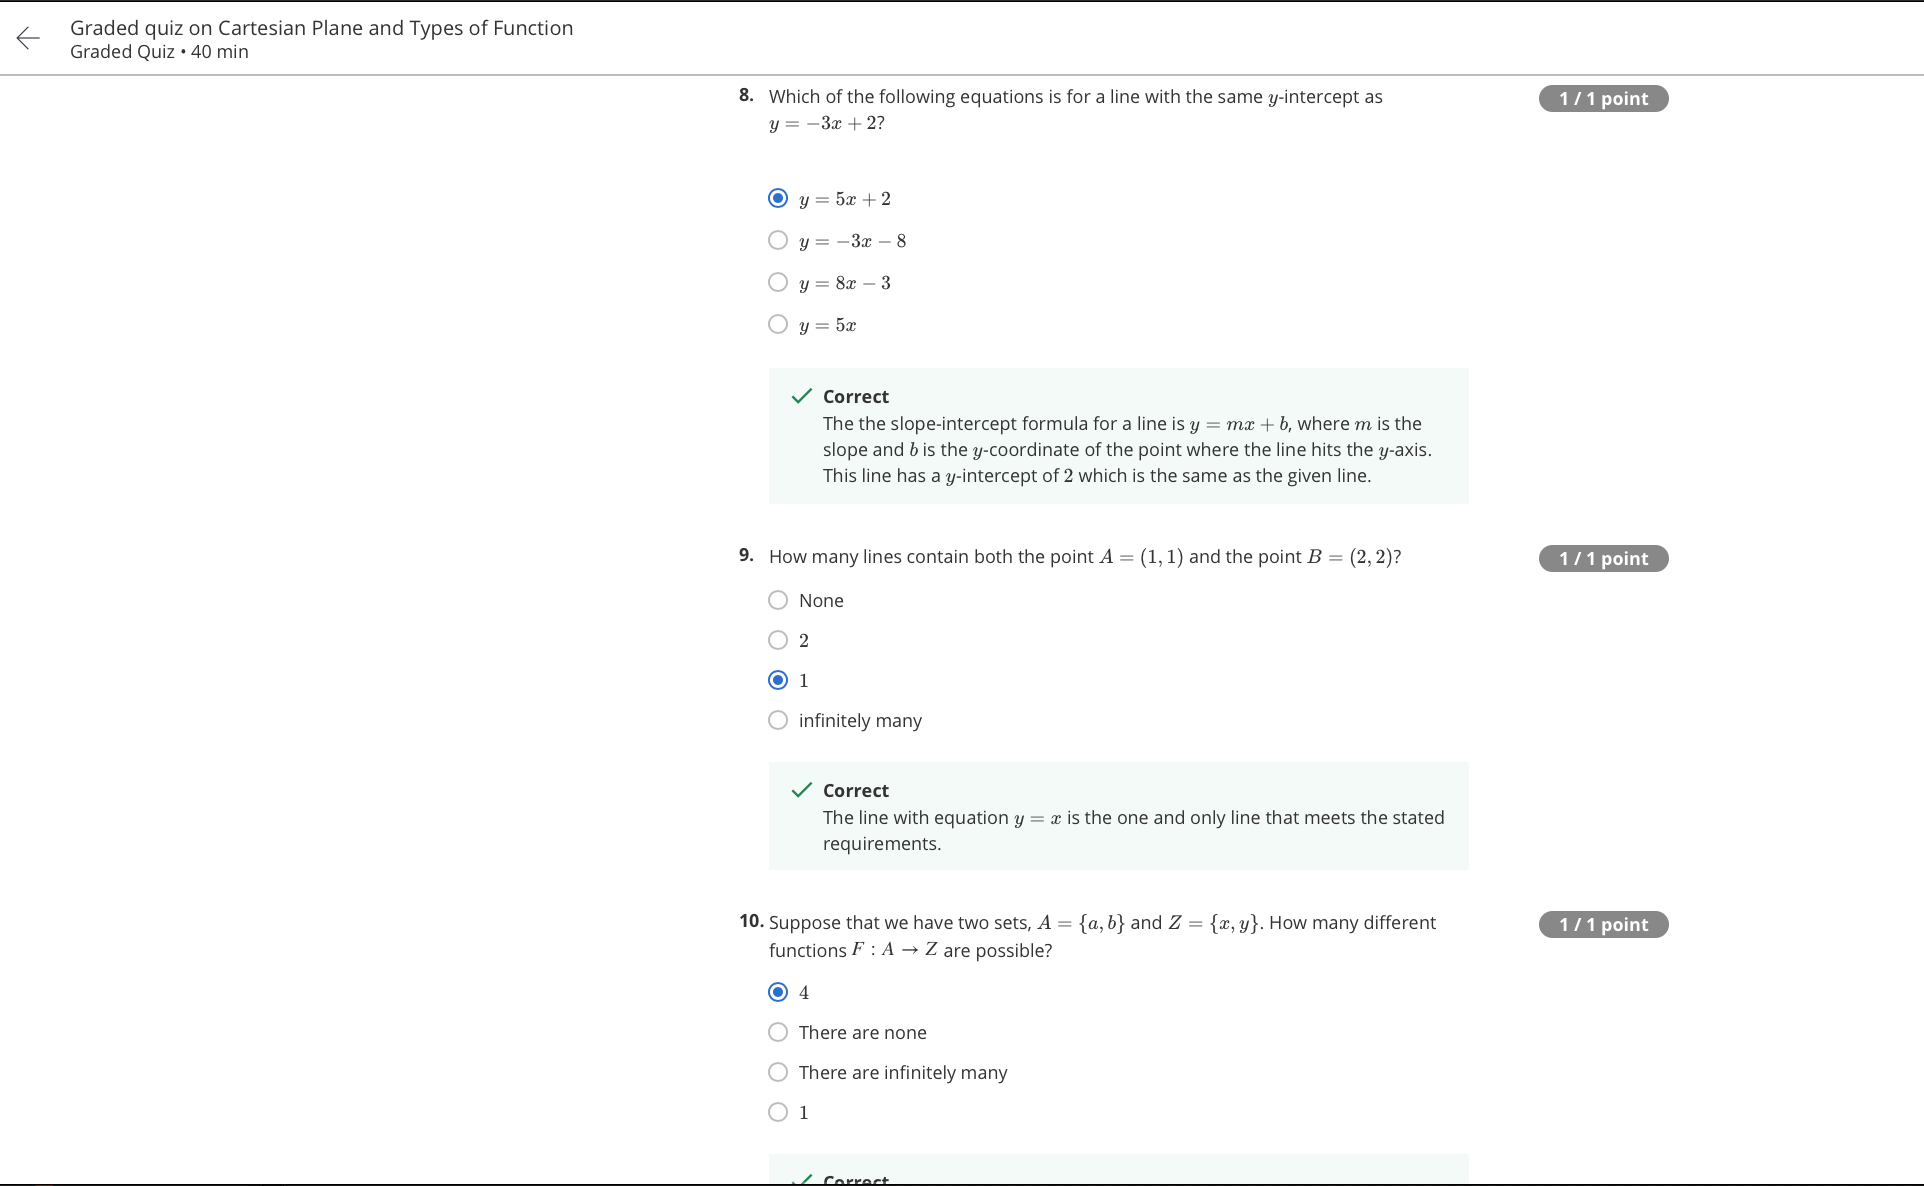 Graded quiz on Cartesian Plane and Types of Function
Graded Quiz • 40 min
8. Which of the following equations is for a line with the same y-intercept as
y = −3x + 2?
1 / 1 point
y = 5x + 2
y = −3x − 8
y = 8x − 3
y = 5x
Correct
The the slope-intercept formula for a line is y = mx + b, where m is the
slope and b is the y-coordinate of the point where the line hits the y-axis.
This line has a y-intercept of 2 which is the same as the given line.
9. How many lines contain both the point A = (1, 1) and the point B = (2, 2)?
1 / 1 point
None
2
1
infinitely many
Correct
The line with equation y = x is the one and only line that meets the stated
requirements.
10. Suppose that we have two sets, A = {a, b} and Z = {x, y}. How many different
functions F : A → Z are possible?
1 / 1 point
4
There are none
There are infinitely many
1
Correct